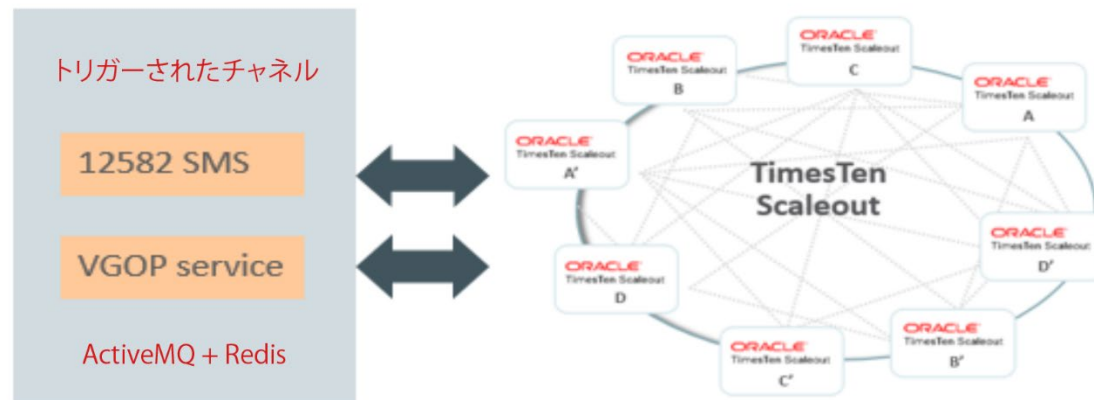 トリガーされたチャネル
12582 SMS
VGOP service
ActiveMQ + Redis
TimesTen
Scaleout
ORACLE
TimesTen Scaleout
C
ORACLE
TimesTen Scaleout
B
ORACLE
TimesTen Scaleout
A
ORACLE
TimesTen Scaleout
A'
ORACLE
TimesTen Scaleout
D'
ORACLE
TimesTen Scaleout
D
ORACLE
TimesTen Scaleout
B'
ORACLE
TimesTen Scaleout
C'